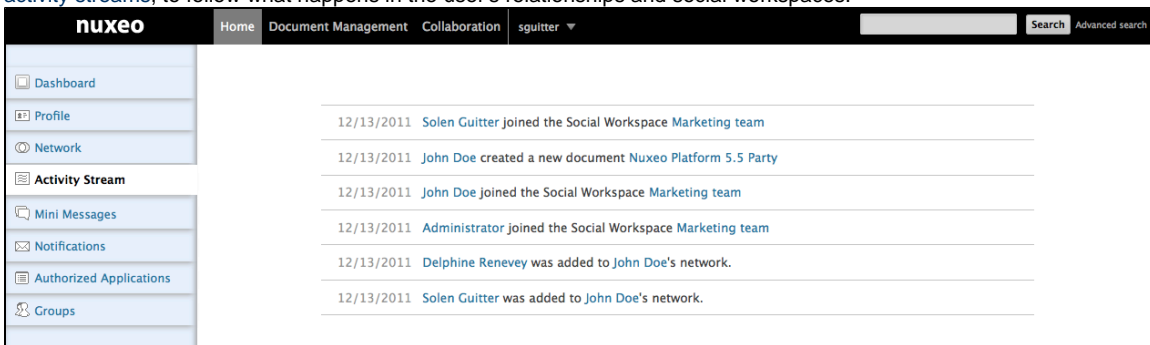 activity streams, to follow what happens in the user's relationships and social workspaces.
nuxeo Home Document Management Collaboration sguitter Search Advanced search
Dashboard
Profile
Network
Activity Stream
Mini Messages
Notifications
Authorized Applications
Groups
12/13/2011 Solen Guitter joined the Social Workspace Marketing team
12/13/2011 John Doe created a new document Nuxeo Platform 5.5 Party
12/13/2011 John Doe joined the Social Workspace Marketing team
12/13/2011 Administrator joined the Social Workspace Marketing team
12/13/2011 Delphine Renevey was added to John Doe's network.
12/13/2011 Solen Guitter was added to John Doe's network.